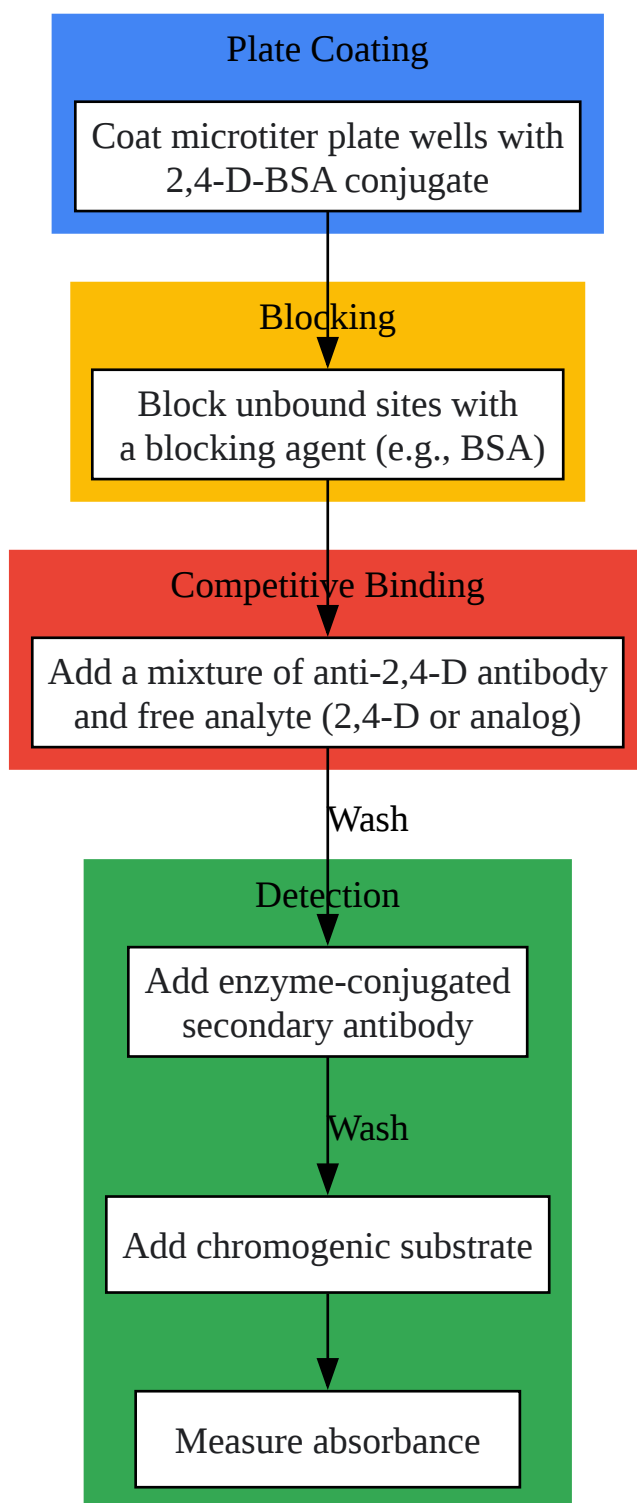 Plate Coating
Coat microtiter plate wells with
2,4-D-BSA conjugate
Blocking
Block unbound sites with
a blocking agent (e.g., BSA)
Competitive Binding
Add a mixture of anti-2,4-D antibody
and free analyte (2,4-D or analog)
Wash
Detection
Add enzyme-conjugated
secondary antibody
Wash
Add chromogenic substrate
Measure absorbance